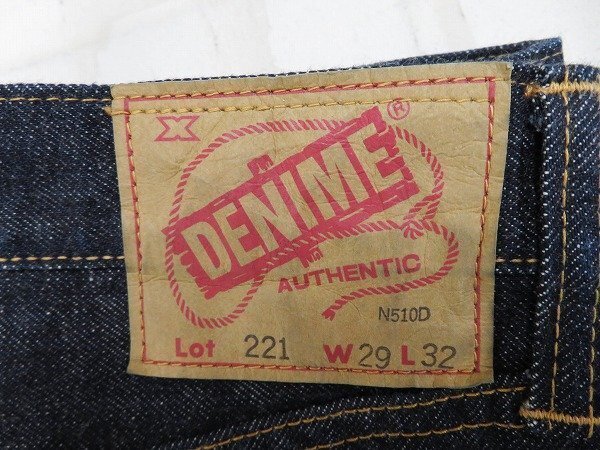 X
DENIME®
AUTHENTIC
N510D
Lot 221 W 29 L 32